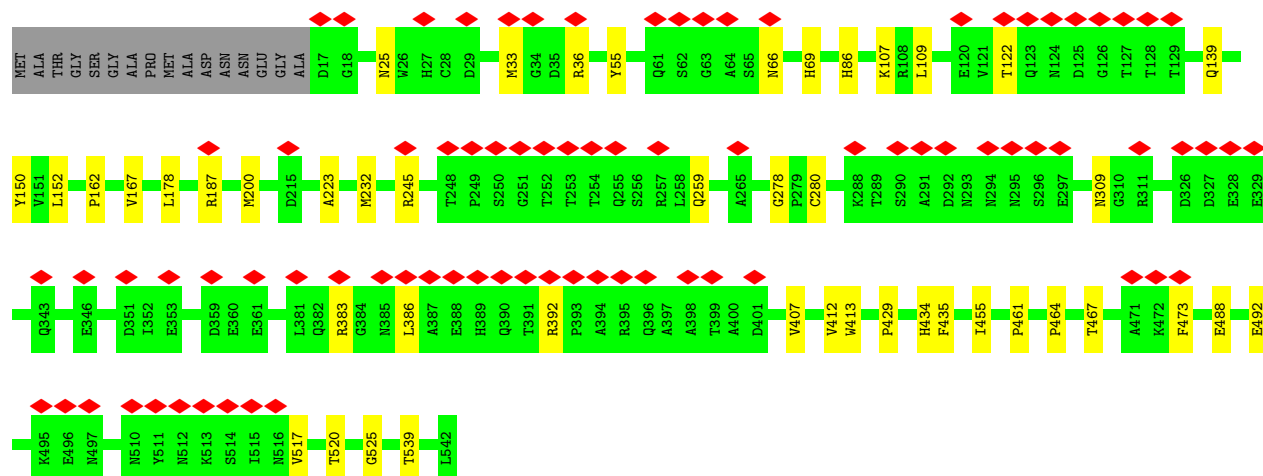 MET ALA THR GLY SER GLY ALA PRO MET ALA ASP ASN ASN GLU GLY ALA D17 G18 N25 W26 H27 C28 D29 M33 G34 D35 R36 Y55 Q61 S62 G63 A64 S65 N66 H69 H86 K107 R108 L109 E120 V121 T122 Q123 N124 D125 G126 T127 T128 T129 Q139
Y150 V151 L152 P162 V167 L178 R187 M200 D215 A223 M232 R245 T248 P249 S250 G251 T252 T253 T254 Q255 S256 R257 L258 Q259 A265 G278 P279 C280 K288 T289 S290 A291 D292 N293 N294 N295 S296 E297 N309 G310 R311 D326 D327 E328 E329
Q343 E346 D351 I352 E353 D359 E360 E361 L381 Q382 R383 G384 N385 L386 A387 E388 H389 Q390 T391 R392 P393 A394 R395 Q396 A397 A398 T399 A400 D401 V407 V412 W413 P429 H434 F435 I455 P461 P464 T467 A471 K472 F473 E488 E492
K495 E496 N497 N510 Y511 N512 K513 S514 I515 N516 V517 T520 G525 T539 L542